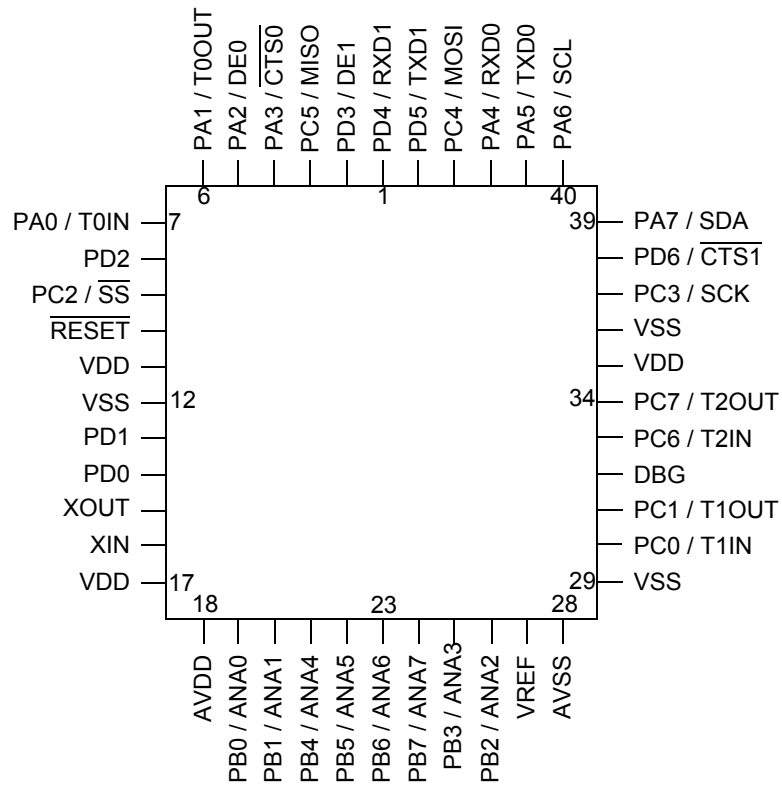 PA1 / T0OUT
PA2 / DE0
PA3 / C̅T̅S̅0̅
PC5 / MISO
PD3 / DE1
PD4 / RXD1
PD5 / TXD1
PC4 / MOSI
PA4 / RXD0
PA5 / TXD0
PA6 / SCL
6
1
40
PA0 / T0IN
7
PD2
PC2 / S̅S̅
R̅E̅S̅E̅T̅
VDD
VSS
12
PD1
PD0
XOUT
XIN
VDD
17
39
PA7 / SDA
PD6 / C̅T̅S̅1̅
PC3 / SCK
VSS
VDD
34
PC7 / T2OUT
PC6 / T2IN
DBG
PC1 / T1OUT
PC0 / T1IN
29
VSS
18
23
28
AVDD
PB0 / ANA0
PB1 / ANA1
PB4 / ANA4
PB5 / ANA5
PB6 / ANA6
PB7 / ANA7
PB3 / ANA3
PB2 / ANA2
VREF
AVSS